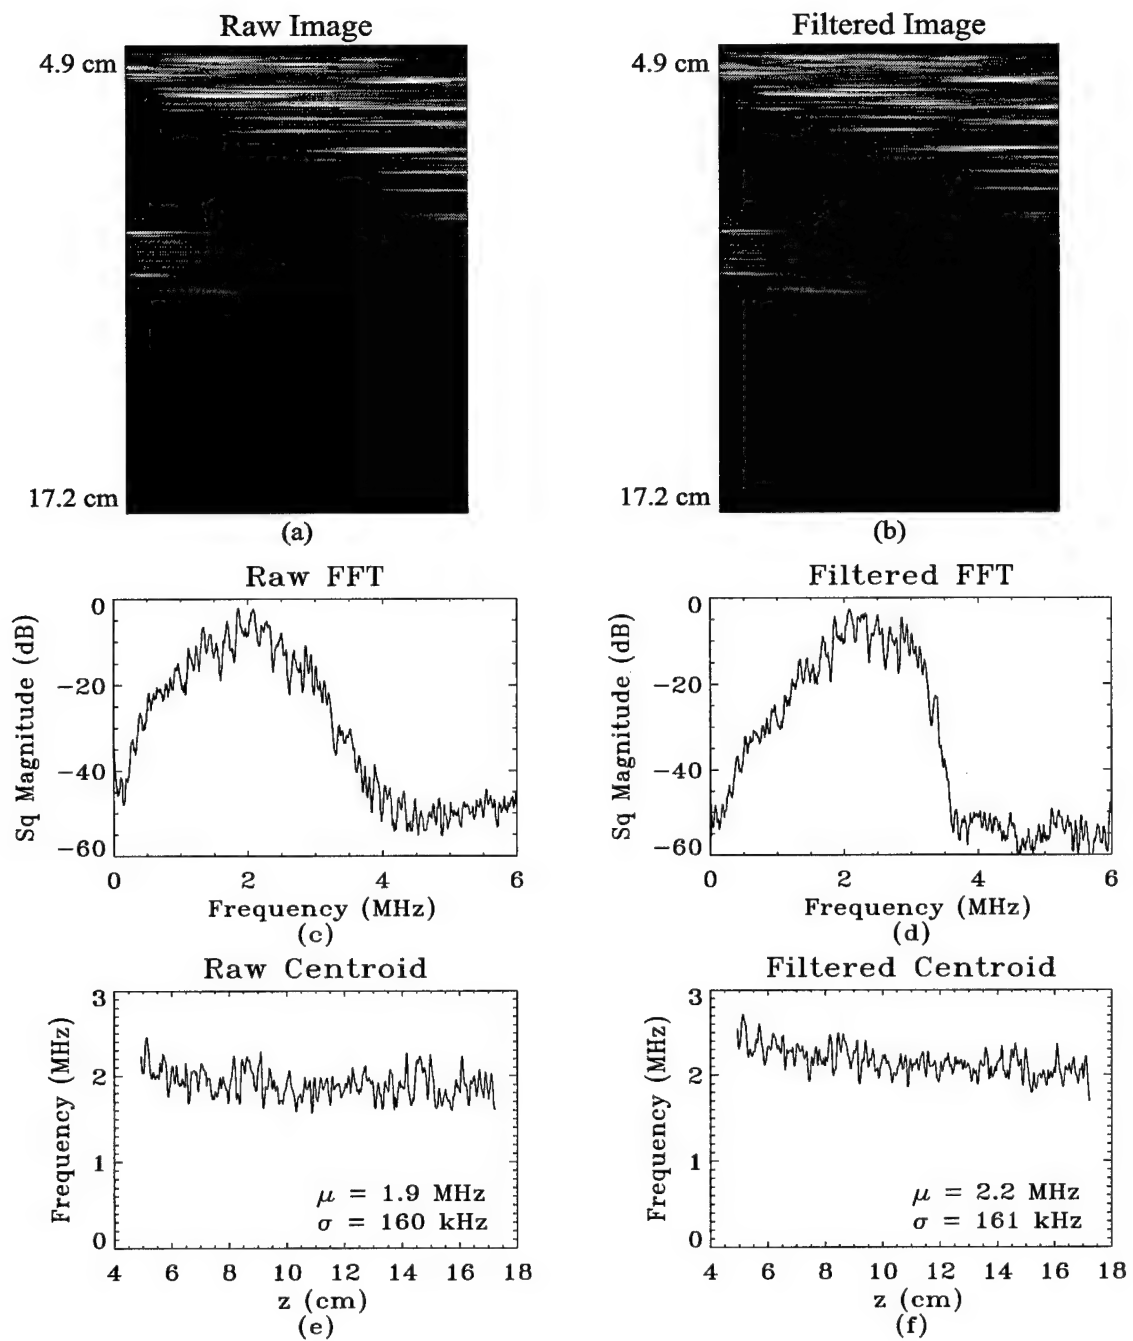 Raw Image
Filtered Image
4.9 cm
4.9 cm
17.2 cm
17.2 cm
(a)
(b)
Raw FFT
Filtered FFT
Sq Magnitude (dB)
0
−20
−40
−60
0 2 4 6
Frequency (MHz)
(c)
Sq Magnitude (dB)
0
−20
−40
−60
0 2 4 6
Frequency (MHz)
(d)
Raw Centroid
Filtered Centroid
Frequency (MHz)
3
2
1
0
μ = 1.9 MHz
σ = 160 kHz
4 6 8 10 12 14 16 18
z (cm)
(e)
Frequency (MHz)
3
2
1
0
μ = 2.2 MHz
σ = 161 kHz
4 6 8 10 12 14 16 18
z (cm)
(f)